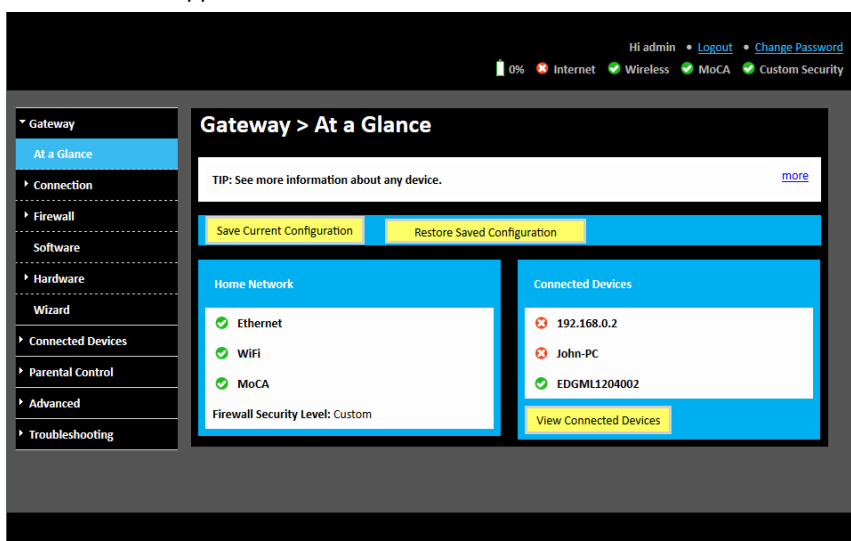 Hi admin • Logout • Change Password
0% Internet Wireless MoCA Custom Security
Gateway
At a Glance
Connection
Firewall
Software
Hardware
Wizard
Connected Devices
Parental Control
Advanced
Troubleshooting
Gateway > At a Glance
TIP: See more information about any device. more
Save Current Configuration Restore Saved Configuration
Home Network
Ethernet
WiFi
MoCA
Firewall Security Level: Custom
Connected Devices
192.168.0.2
John-PC
EDGML1204002
View Connected Devices